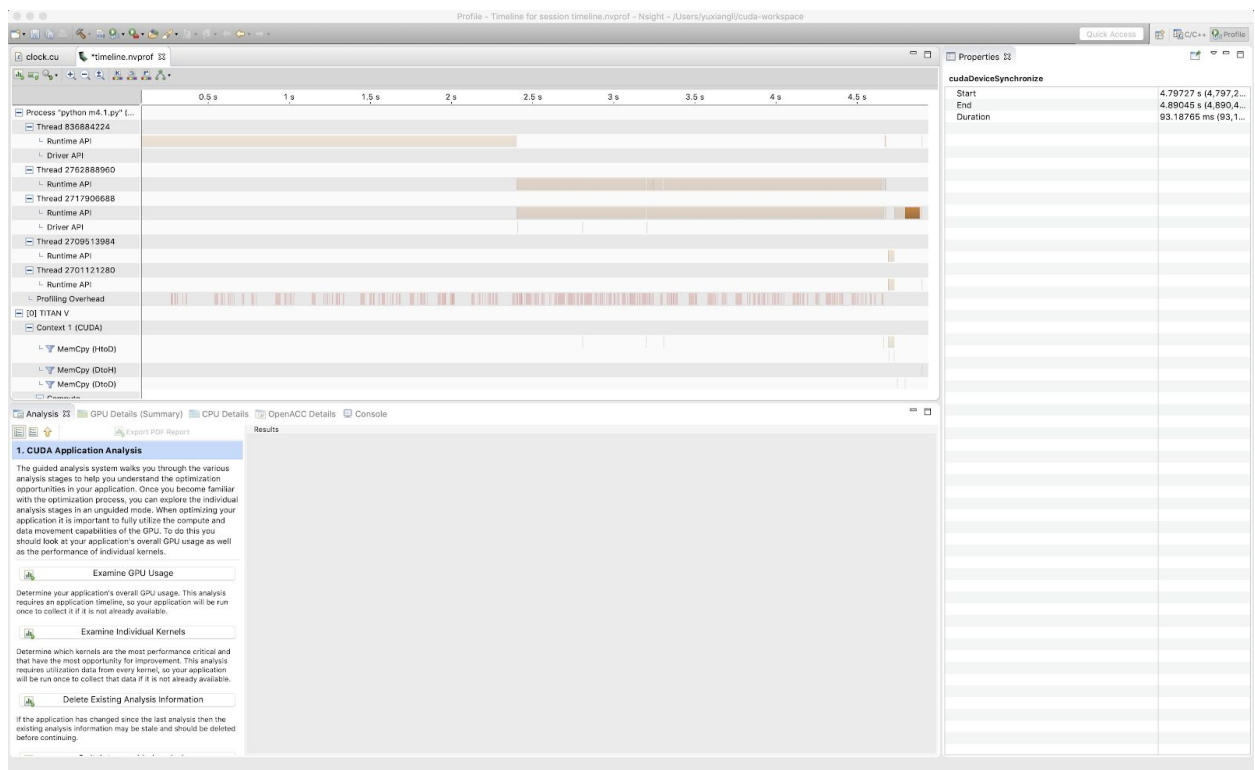 Profile - Timeline for session timeline.nvprof - Nsight - /Users/yuxiangli/cuda-workspace
Quick Access C/C++ Profile
clock.cu *timeline.nvprof
0.5 s 1 s 1.5 s 2 s 2.5 s 3 s 3.5 s 4 s 4.5 s
Process "python m4.1.py" (...
Thread 836884224
Runtime API
Driver API
Thread 2762888960
Runtime API
Thread 2717906688
Runtime API
Driver API
Thread 2709513984
Runtime API
Thread 2701121280
Runtime API
Profiling Overhead
[0] TITAN V
Context 1 (CUDA)
MemCpy (HtoD)
MemCpy (DtoH)
MemCpy (DtoD)
Compute
Properties
cudaDeviceSynchronize
Start 4.79727 s (4,797,2...
End 4.89045 s (4,890,4...
Duration 93.18765 ms (93,1...
Analysis GPU Details (Summary) CPU Details OpenACC Details Console
Export PDF Report
Results
1. CUDA Application Analysis
The guided analysis system walks you through the various
analysis stages to help you understand the optimization
opportunities in your application. Once you become familiar
with the optimization process, you can explore the individual
analysis stages in an unguided mode. When optimizing your
application it is important to fully utilize the compute and
data movement capabilities of the GPU. To do this you
should look at your application's overall GPU usage as well
as the performance of individual kernels.
Examine GPU Usage
Determine your application's overall GPU usage. This analysis
requires an application timeline, so your application will be run
once to collect it if it is not already available.
Examine Individual Kernels
Determine which kernels are the most performance critical and
that have the most opportunity for improvement. This analysis
requires utilization data from every kernel, so your application
will be run once to collect that data if it is not already available.
Delete Existing Analysis Information
If the application has changed since the last analysis then the
existing analysis information may be stale and should be deleted
before continuing.